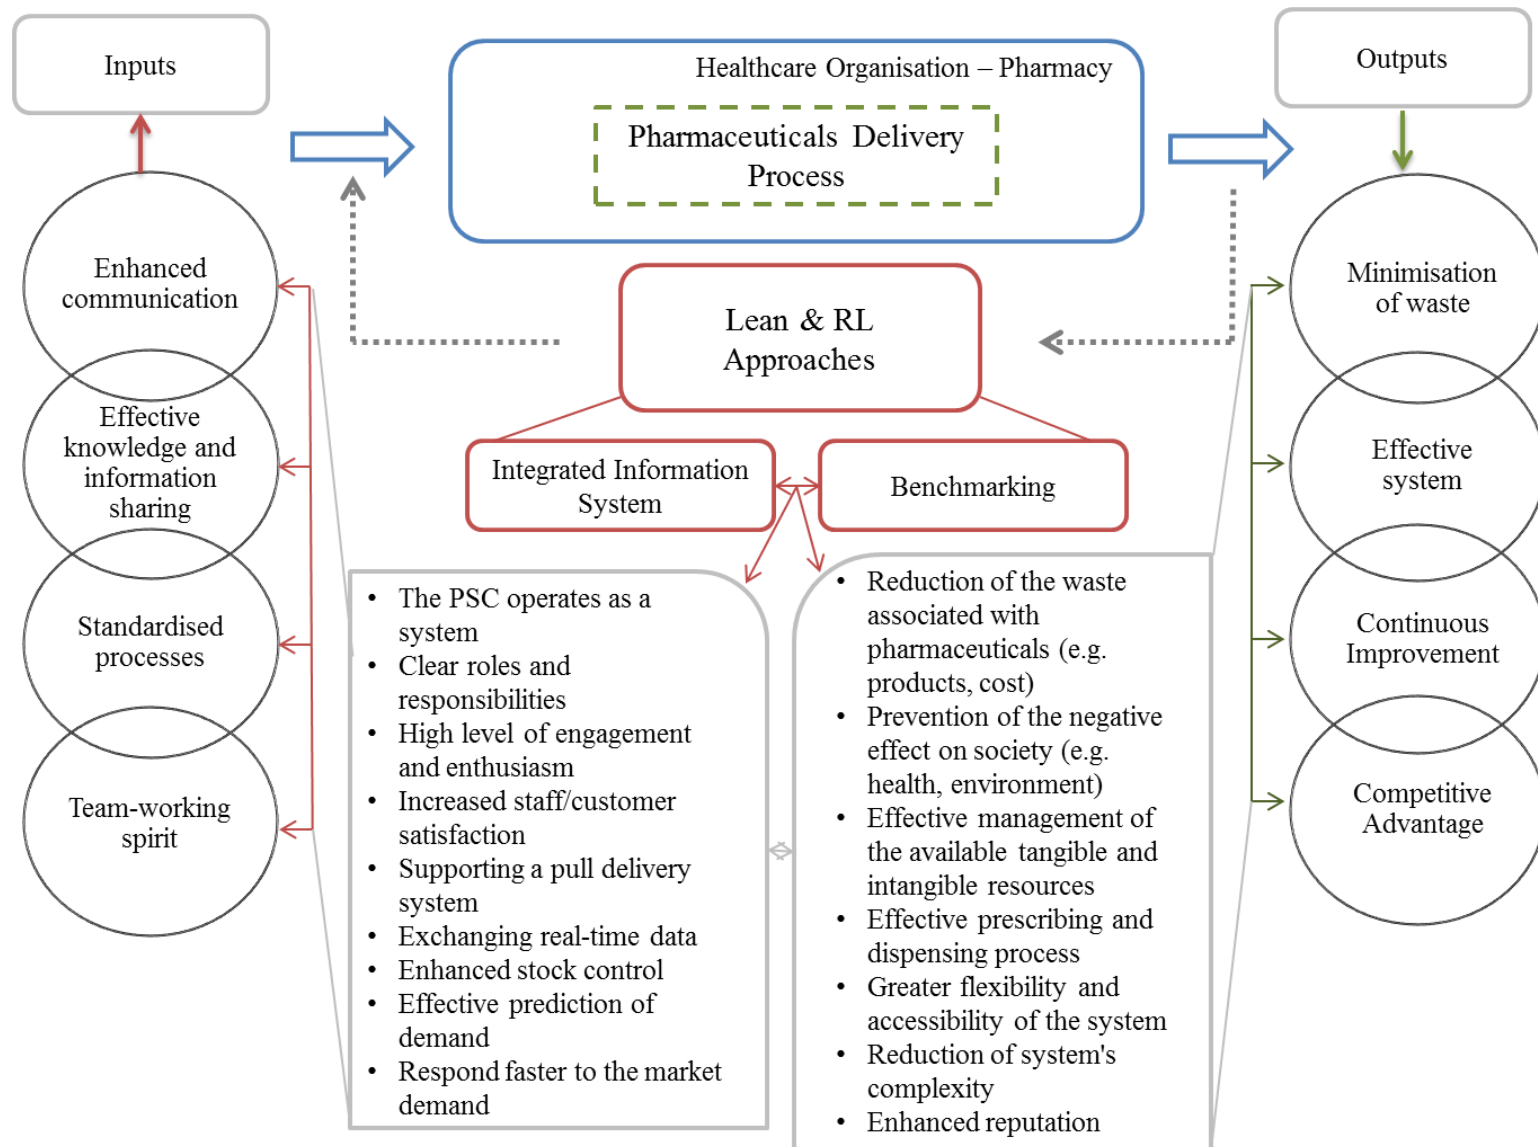 Inputs
Healthcare Organisation – Pharmacy
Pharmaceuticals Delivery
Process
Outputs
Enhanced
communication
Effective
knowledge and
information
sharing
Standardised
processes
Team-working
spirit
Lean & RL
Approaches
Integrated Information
System
Benchmarking
• The PSC operates as a
system
• Clear roles and
responsibilities
• High level of engagement
and enthusiasm
• Increased staff/customer
satisfaction
• Supporting a pull delivery
system
• Exchanging real-time data
• Enhanced stock control
• Effective prediction of
demand
• Respond faster to the market
demand
• Reduction of the waste
associated with
pharmaceuticals (e.g.
products, cost)
• Prevention of the negative
effect on society (e.g.
health, environment)
• Effective management of
the available tangible and
intangible resources
• Effective prescribing and
dispensing process
• Greater flexibility and
accessibility of the system
• Reduction of system's
complexity
• Enhanced reputation
Minimisation
of waste
Effective
system
Continuous
Improvement
Competitive
Advantage